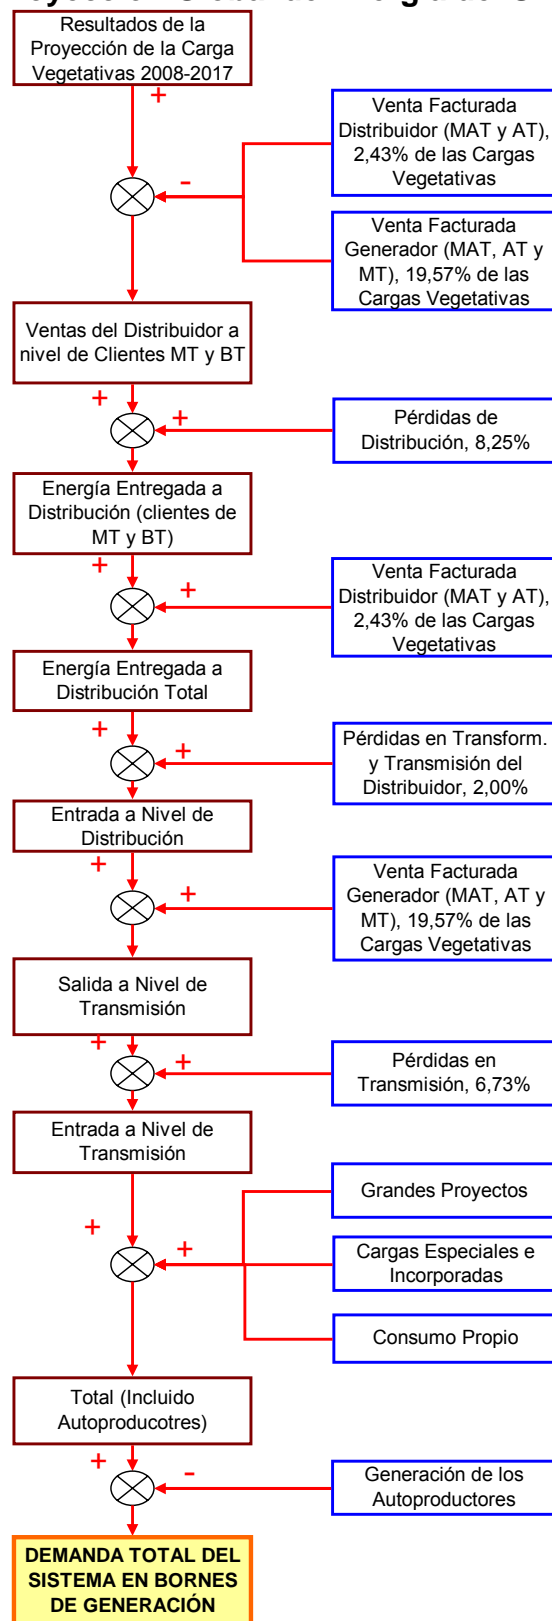 Resultados de la
Proyección de la Carga
Vegetativas 2008-2017
+
Venta Facturada
Distribuidor (MAT y AT),
2,43% de las Cargas
Vegetativas
-
Venta Facturada
Generador (MAT, AT y
MT), 19,57% de las
Cargas Vegetativas
Ventas del Distribuidor a
nivel de Clientes MT y BT
+
+
Pérdidas de
Distribución, 8,25%
Energía Entregada a
Distribución (clientes de
MT y BT)
+
+
Venta Facturada
Distribuidor (MAT y AT),
2,43% de las Cargas
Vegetativas
Energía Entregada a
Distribución Total
+
+
Pérdidas en Transform.
y Transmisión del
Distribuidor, 2,00%
Entrada a Nivel de
Distribución
+
+
Venta Facturada
Generador (MAT, AT y
MT), 19,57% de las
Cargas Vegetativas
Salida a Nivel de
Transmisión
+
+
Pérdidas en
Transmisión, 6,73%
Entrada a Nivel de
Transmisión
+
+
Grandes Proyectos
Cargas Especiales e
Incorporadas
Consumo Propio
Total (Incluido
Autoproducotres)
+
-
Generación de los
Autoproductores
DEMANDA TOTAL DEL
SISTEMA EN BORNES
DE GENERACIÓN